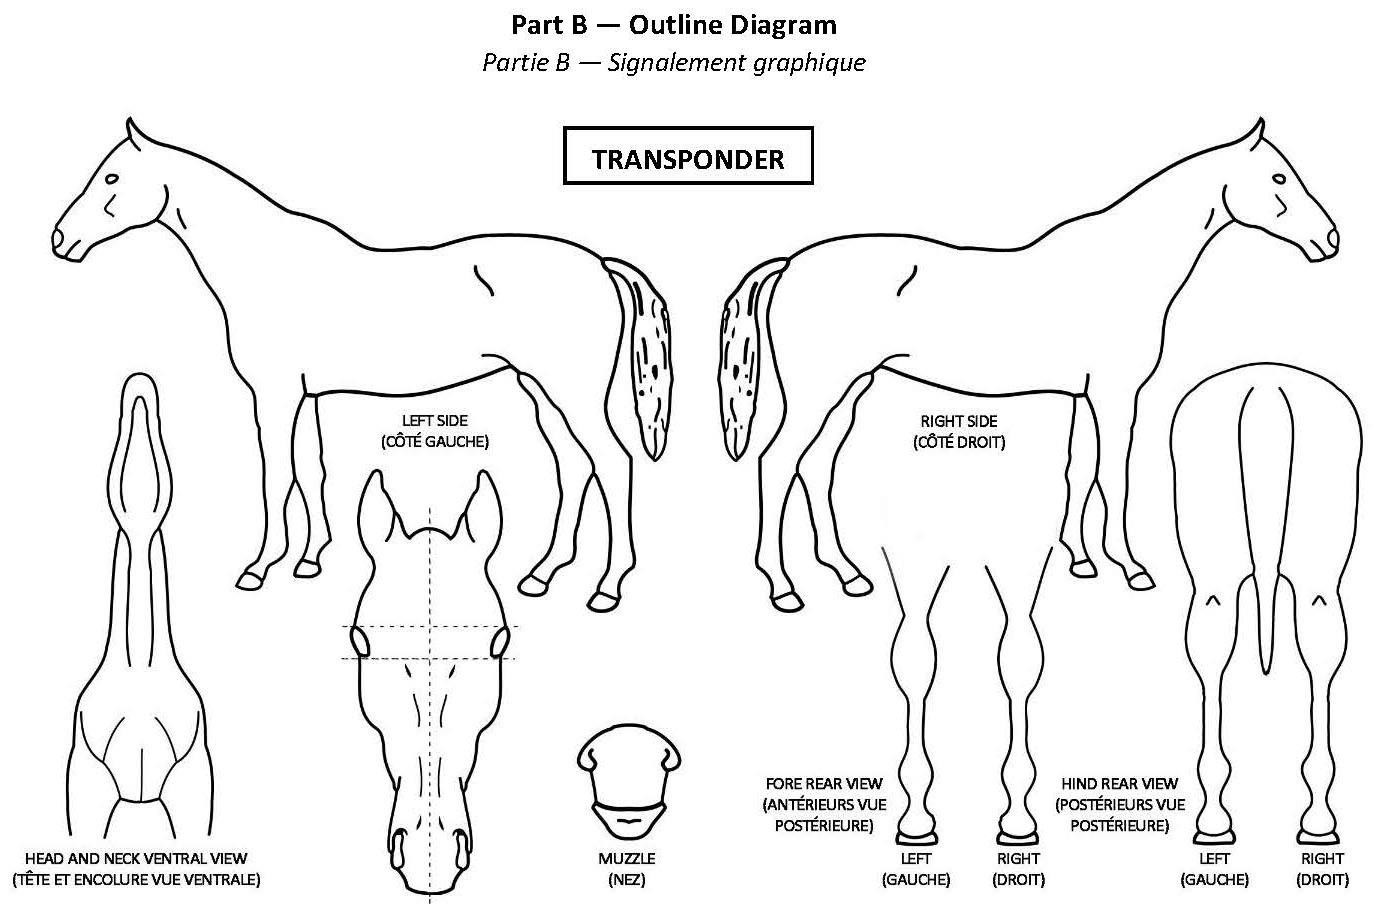 Part B — Outline Diagram
Partie B — Signalement graphique
TRANSPONDER
LEFT SIDE
(CÔTÉ GAUCHE)
RIGHT SIDE
(CÔTÉ DROIT)
HEAD AND NECK VENTRAL VIEW
(TÊTE ET ENCOLURE VUE VENTRALE)
MUZZLE
(NEZ)
FORE REAR VIEW
(ANTÉRIEURS VUE
POSTÉRIEURE)
LEFT
(GAUCHE)
RIGHT
(DROIT)
HIND REAR VIEW
(POSTÉRIEURS VUE
POSTÉRIEURE)
LEFT
(GAUCHE)
RIGHT
(DROIT)